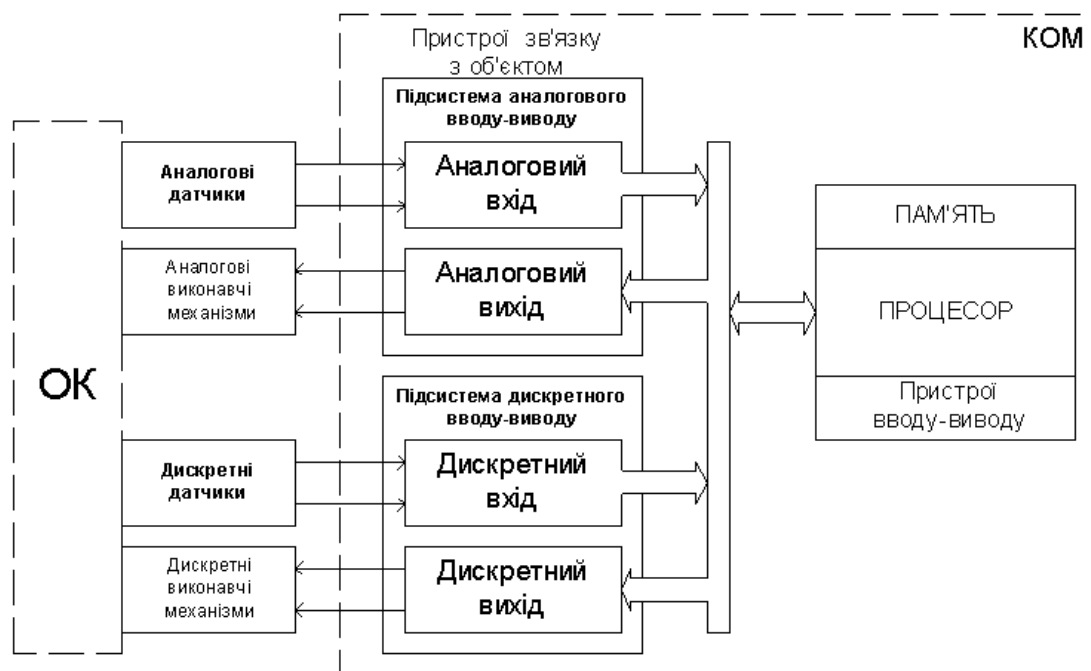 КОМ
Пристрої зв'язку
з об'єктом
Підсистема аналогового
вводу-виводу
Аналогові
датчики
Аналоговий
вхід
Аналогові
виконавчі
механізми
Аналоговий
вихід
ПАМ'ЯТЬ
ПРОЦЕСОР
Пристрої
вводу-виводу
ОК
Підсистема дискретного
вводу-виводу
Дискретні
датчики
Дискретний
вхід
Дискретні
виконавчі
механізми
Дискретний
вихід